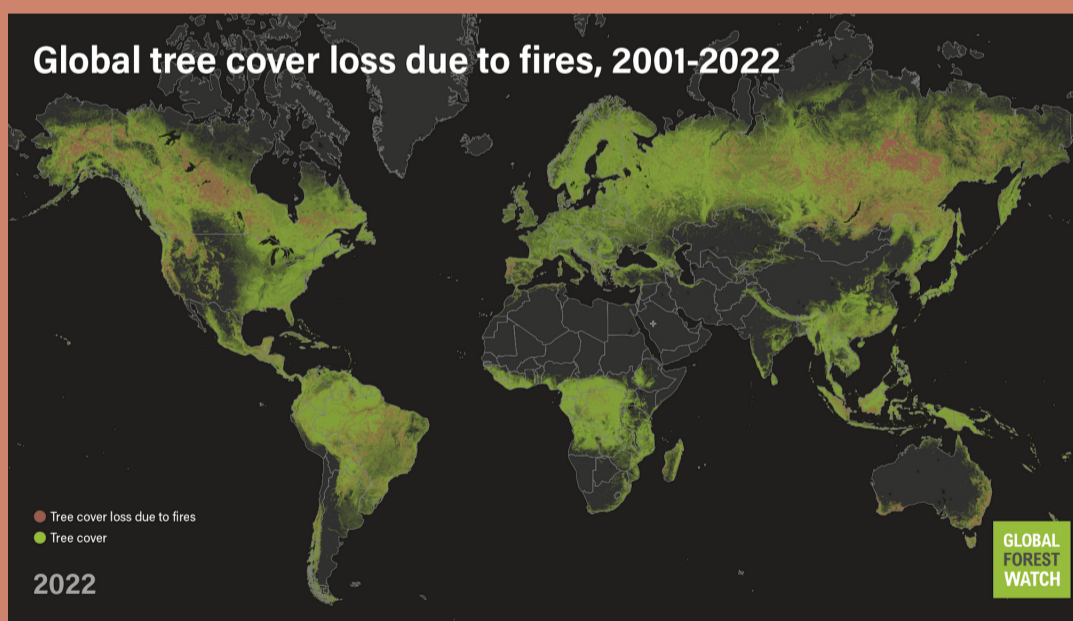 Global tree cover loss due to fires, 2001-2022
Tree cover loss due to fires
Tree cover
2022
GLOBAL
FOREST
WATCH